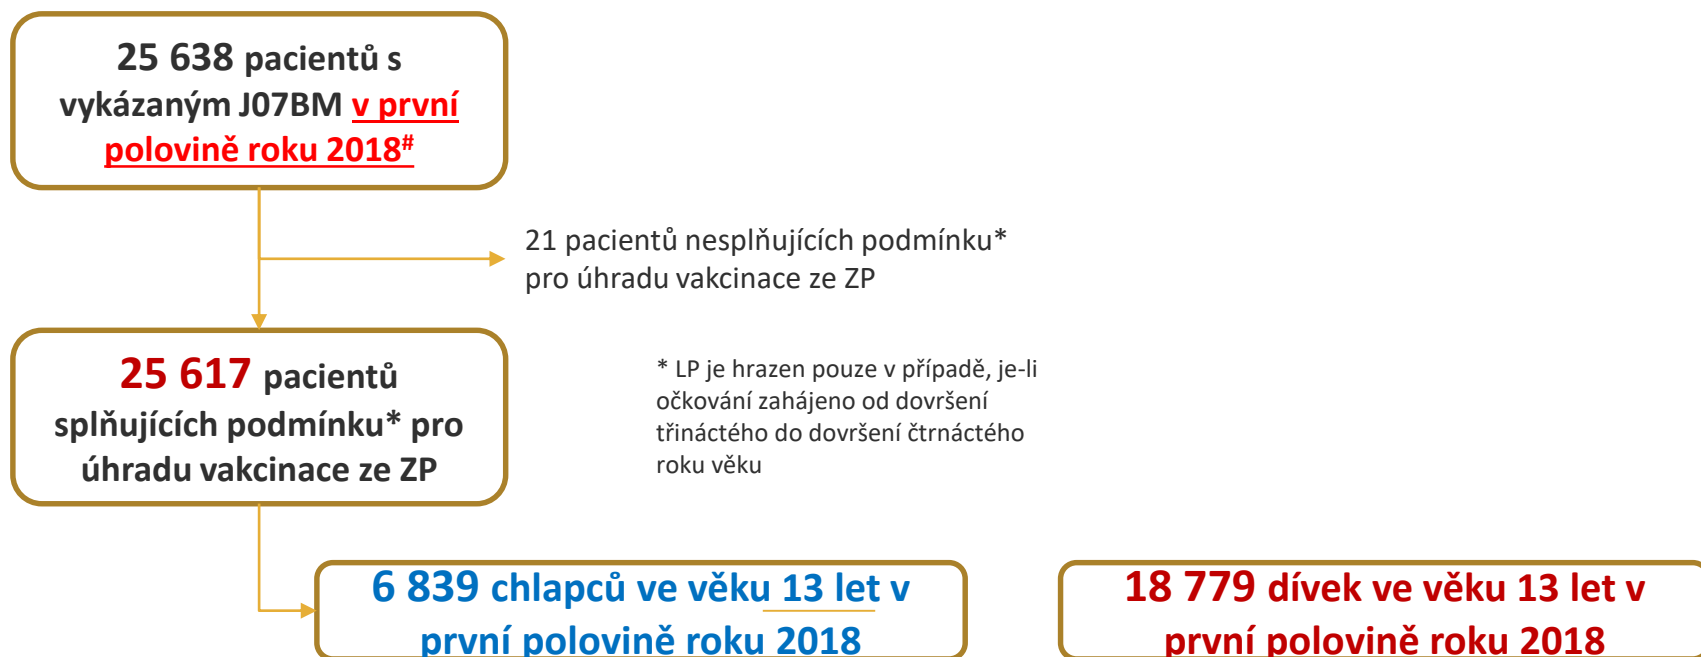 25 638 pacientů s
vykázaným J07BM v první
polovině roku 2018#
21 pacientů nesplňujících podmínku*
pro úhradu vakcinace ze ZP
25 617 pacientů
splňujících podmínku* pro
úhradu vakcinace ze ZP
* LP je hrazen pouze v případě, je-li
očkování zahájeno od dovršení
třináctého do dovršení čtrnáctého
roku věku
6 839 chlapců ve věku 13 let v
první polovině roku 2018
18 779 dívek ve věku 13 let v
první polovině roku 2018